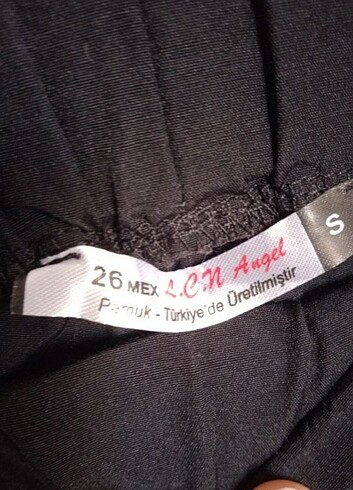 26 MEX L.C.N Angel
Pamuk - Türkiye'de Üretilmiştir
S